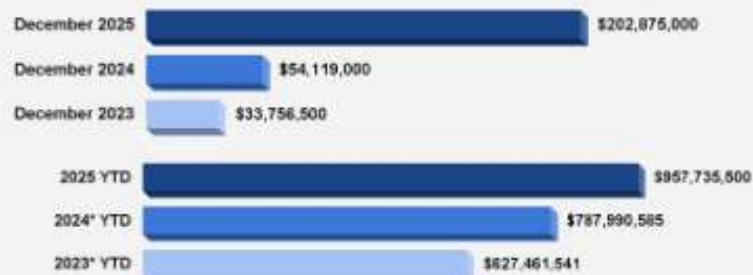 December 2025 $202,875,000
December 2024 $54,119,000
December 2023 $33,756,500
2025 YTD $957,735,500
2024* YTD $787,990,585
2023* YTD $627,461,541